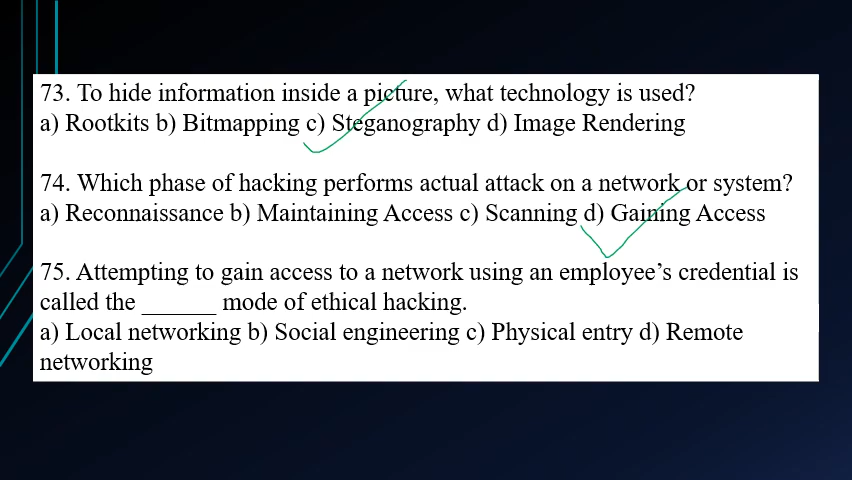 73. To hide information inside a picture, what technology is used?
a) Rootkits b) Bitmapping c) Steganography d) Image Rendering
74. Which phase of hacking performs actual attack on a network or system?
a) Reconnaissance b) Maintaining Access c) Scanning d) Gaining Access
75. Attempting to gain access to a network using an employee’s credential is
called the ______ mode of ethical hacking.
a) Local networking b) Social engineering c) Physical entry d) Remote
networking